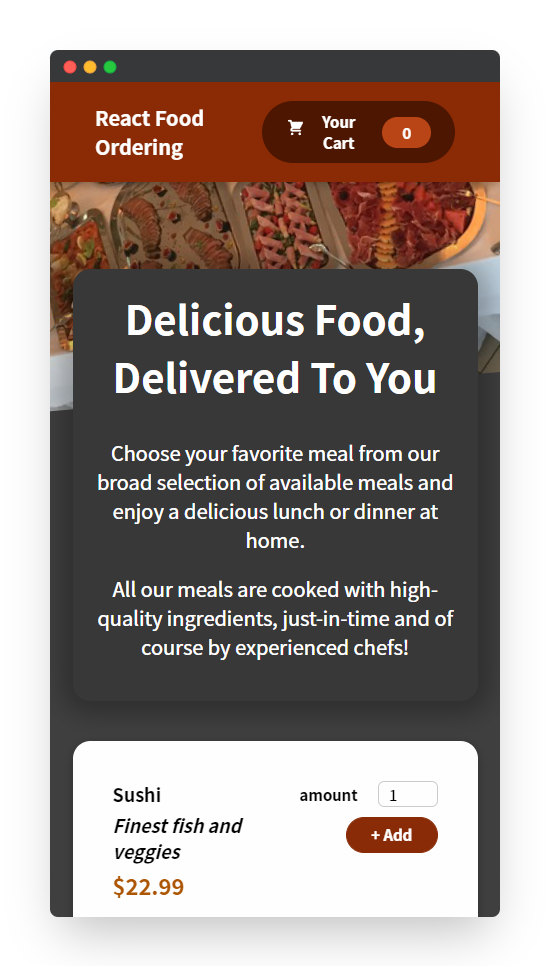 React Food
Ordering
Your
Cart
0
Delicious Food,
Delivered To You
Choose your favorite meal from our
broad selection of available meals and
enjoy a delicious lunch or dinner at
home.
All our meals are cooked with high-
quality ingredients, just-in-time and of
course by experienced chefs!
Sushi
amount 1
Finest fish and
veggies
+ Add
$22.99